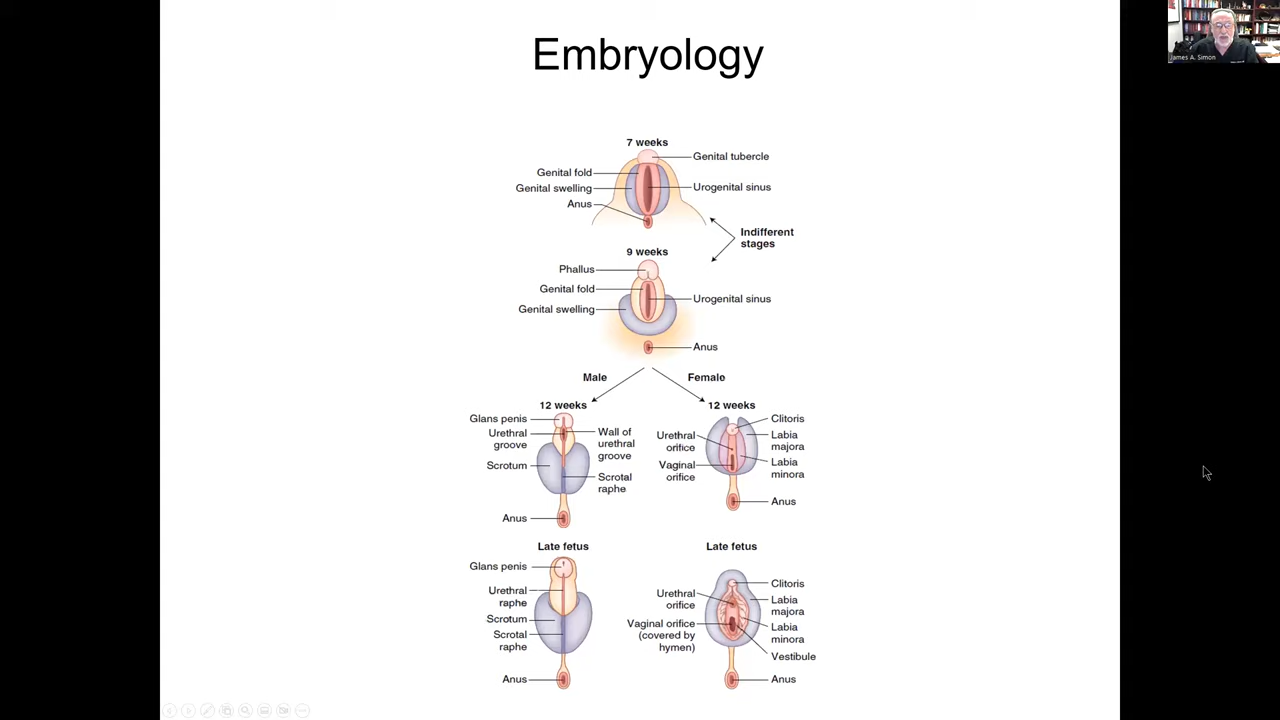 Embryology
James A. Simon
7 weeks
Genital tubercle
Genital fold
Genital swelling
Urogenital sinus
Anus
Indifferent
stages
9 weeks
Phallus
Genital fold
Genital swelling
Urogenital sinus
Anus
Male
Female
12 weeks
Glans penis
Urethral
groove
Wall of
urethral
groove
Scrotum
Scrotal
raphe
Anus
12 weeks
Clitoris
Urethral
orifice
Labia
majora
Vaginal
orifice
Labia
minora
Anus
Late fetus
Glans penis
Urethral
raphe
Scrotum
Scrotal
raphe
Anus
Late fetus
Clitoris
Urethral
orifice
Labia
majora
Vaginal orifice
(covered by
hymen)
Labia
minora
Vestibule
Anus